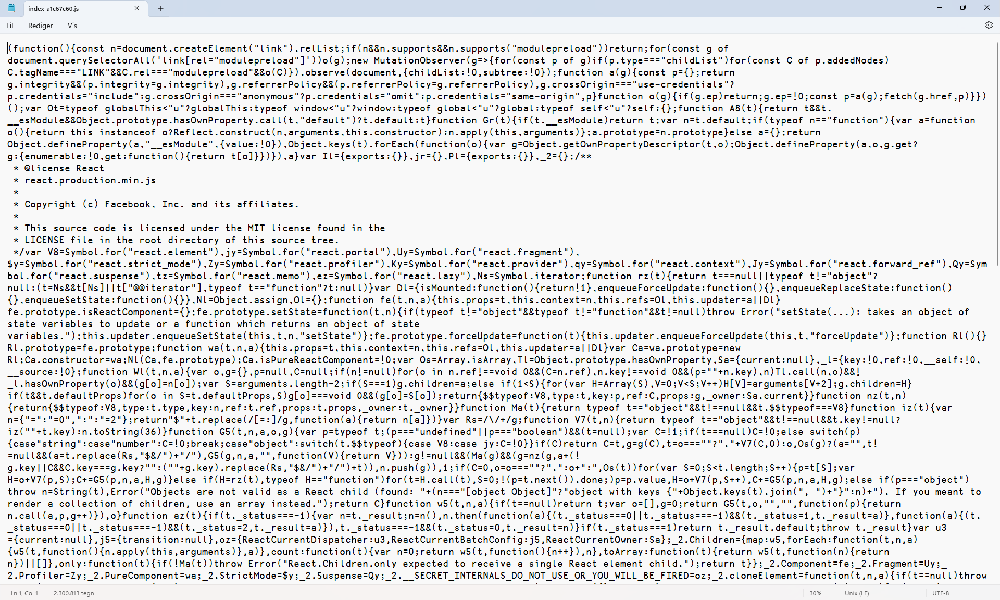 index-a1c67c60.js
Fil Rediger Vis
(function(){const n=document.createElement("link").relList;if(n&&n.supports&&n.supports("modulepreload"))return;for(const g of
document.querySelectorAll('link[rel="modulepreload"]'))o(g);new MutationObserver(g=>{for(const p of g)if(p.type==="childList")for(const C of p.addedNodes)
C.tagName==="LINK"&&C.rel==="modulepreload"&&o(C)}).observe(document,{childList:!0,subtree:!0});function a(g){const p={};return
g.integrity&&(p.integrity=g.integrity),g.referrerPolicy&&(p.referrerPolicy=g.referrerPolicy),g.crossOrigin==="use-credentials"?
p.credentials="include":g.crossOrigin==="anonymous"?p.credentials="omit":p.credentials="same-origin",p}function o(g){if(g.ep)return;g.ep=!0;const p=a(g);fetch(g.href,p)}})
();var Ot=typeof globalThis<"u"?globalThis:typeof window<"u"?window:typeof global<"u"?global:typeof self<"u"?self:{};function A8(t){return t&&t.
__esModule&&Object.prototype.hasOwnProperty.call(t,"default")?t.default:t}function Gr(t){if(t.__esModule)return t;var n=t.default;if(typeof n=="function"){var a=function
o(){return this instanceof o?Reflect.construct(n,arguments,this.constructor):n.apply(this,arguments)};a.prototype=n.prototype}else a={};return
Object.defineProperty(a,"__esModule",{value:!0}),Object.keys(t).forEach(function(o){var g=Object.getOwnPropertyDescriptor(t,o);Object.defineProperty(a,o,g.get?
g:{enumerable:!0,get:function(){return t[o]}})}),a}var Il={exports:{}},jr={},Pl={exports:{}},_2={};/**
* @license React
* react.production.min.js
*
* Copyright (c) Facebook, Inc. and its affiliates.
*
* This source code is licensed under the MIT license found in the
* LICENSE file in the root directory of this source tree.
*/var V8=Symbol.for("react.element"),jy=Symbol.for("react.portal"),Uy=Symbol.for("react.fragment"),
$y=Symbol.for("react.strict_mode"),Zy=Symbol.for("react.profiler"),Ky=Symbol.for("react.provider"),qy=Symbol.for("react.context"),Jy=Symbol.for("react.forward_ref"),Qy=Sym
bol.for("react.suspense"),tz=Symbol.for("react.memo"),ez=Symbol.for("react.lazy"),Ns=Symbol.iterator;function rz(t){return t===null||typeof t!="object"?
null:(t=Ns&&t[Ns]||t["@@iterator"],typeof t=="function"?t:null)}var Dl={isMounted:function(){return!1},enqueueForceUpdate:function(){},enqueueReplaceState:function()
{},enqueueSetState:function(){}},Nl=Object.assign,Ol={};function fe(t,n,a){this.props=t,this.context=n,this.refs=Ol,this.updater=a||Dl}
fe.prototype.isReactComponent={};fe.prototype.setState=function(t,n){if(typeof t!="object"&&typeof t!="function"&&t!=null)throw Error("setState(...): takes an object of
state variables to update or a function which returns an object of state
variables.");this.updater.enqueueSetState(this,t,n,"setState")};fe.prototype.forceUpdate=function(t){this.updater.enqueueForceUpdate(this,t,"forceUpdate")};function Rl(){}
Rl.prototype=fe.prototype;function wa(t,n,a){this.props=t,this.context=n,this.refs=Ol,this.updater=a||Dl}var Ca=wa.prototype=new
Rl;Ca.constructor=wa;Nl(Ca,fe.prototype);Ca.isPureReactComponent=!0;var Os=Array.isArray,Tl=Object.prototype.hasOwnProperty,Sa={current:null},_l={key:!0,ref:!0,__self:!0,
__source:!0};function Wl(t,n,a){var o,g={},p=null,C=null;if(n!=null)for(o in n.ref!==void 0&&(C=n.ref),n.key!==void 0&&(p=""+n.key),n)Tl.call(n,o)&&!
_l.hasOwnProperty(o)&&(g[o]=n[o]);var S=arguments.length-2;if(S===1)g.children=a;else if(1<S){for(var H=Array(S),V=0;V<S;V++)H[V]=arguments[V+2];g.children=H}
if(t&&t.defaultProps)for(o in S=t.defaultProps,S)g[o]===void 0&&(g[o]=S[o]);return{$$typeof:V8,type:t,key:p,ref:C,props:g,_owner:Sa.current}}function nz(t,n)
{return{$$typeof:V8,type:t.type,key:n,ref:t.ref,props:t.props,_owner:t._owner}}function Ma(t){return typeof t=="object"&&t!==null&&t.$$typeof===V8}function iz(t){var
n={"=":"=0",":":"=2"};return"$"+t.replace(/[=:]/g,function(a){return n[a]})}var Rs=/\/+/g;function V7(t,n){return typeof t=="object"&&t!==null&&t.key!=null?
iz(""+t.key):n.toString(36)}function G5(t,n,a,o,g){var p=typeof t;(p==="undefined"||p==="boolean")&&(t=null);var C=!1;if(t===null)C=!0;else switch(p)
{case"string":case"number":C=!0;break;case"object":switch(t.$$typeof){case V8:case jy:C=!0}}if(C)return C=t,g=g(C),t=o===""?"."+V7(C,0):o,Os(g)?(a="",t!
=null&&(a=t.replace(Rs,"$&/")+"/"),G5(g,n,a,"",function(V){return V})):g!=null&&(Ma(g)&&(g=nz(g,a+(!
g.key||C&&C.key===g.key?"":(""+g.key).replace(Rs,"$&/")+"/")+t)),n.push(g)),1;if(C=0,o=o===""?".":o+":",Os(t))for(var S=0;S<t.length;S++){p=t[S];var
H=o+V7(p,S);C+=G5(p,n,a,H,g)}else if(H=rz(t),typeof H=="function")for(t=H.call(t),S=0;!(p=t.next()).done;)p=p.value,H=o+V7(p,S++),C+=G5(p,n,a,H,g);else if(p==="object")
throw n=String(t),Error("Objects are not valid as a React child (found: "+(n==="[object Object]"?"object with keys {"+Object.keys(t).join(", ")+"}":n)+"). If you meant to
render a collection of children, use an array instead.");return C}function w5(t,n,a){if(t==null)return t;var o=[],g=0;return G5(t,o,"","",function(p){return
n.call(a,p,g++)}),o}function az(t){if(t._status===-1){var n=t._result;n=n(),n.then(function(a){(t._status===0||t._status===-1)&&(t._status=1,t._result=a)},function(a){(t.
_status===0||t._status===-1)&&(t._status=2,t._result=a)}),t._status===-1&&(t._status=0,t._result=n)}if(t._status===1)return t._result.default;throw t._result}var u3
={current:null},j5={transition:null},oz={ReactCurrentDispatcher:u3,ReactCurrentBatchConfig:j5,ReactCurrentOwner:Sa};_2.Children={map:w5,forEach:function(t,n,a)
{w5(t,function(){n.apply(this,arguments)},a)},count:function(t){var n=0;return w5(t,function(){n++}),n},toArray:function(t){return w5(t,function(n){return
n})||[]},only:function(t){if(!Ma(t))throw Error("React.Children.only expected to receive a single React element child.");return t}};_2.Component=fe;_2.Fragment=Uy;_
2.Profiler=Zy;_2.PureComponent=wa;_2.StrictMode=$y;_2.Suspense=Qy;_2.__SECRET_INTERNALS_DO_NOT_USE_OR_YOU_WILL_BE_FIRED=oz;_2.cloneElement=function(t,n,a){if(t==null)throw
Ln 1, Col 1 2.300.813 tegn 30% Unix (LF) UTF-8